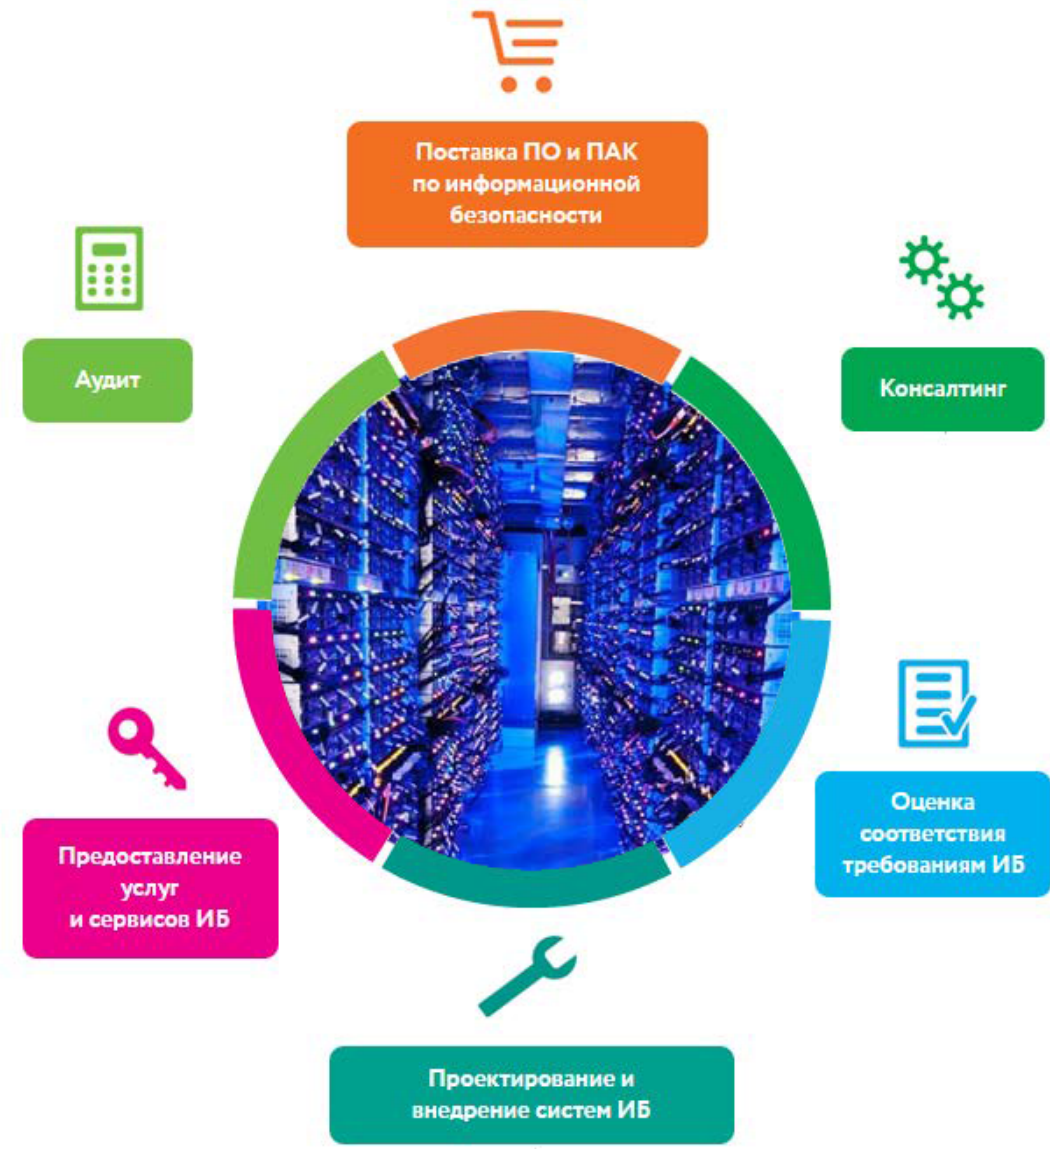 Поставка ПО и ПАК
по информационной
безопасности
Аудит
Консалтинг
Оценка
соответствия
требованиям ИБ
Предоставление
услуг
и сервисов ИБ
Проектирование и
внедрение систем ИБ